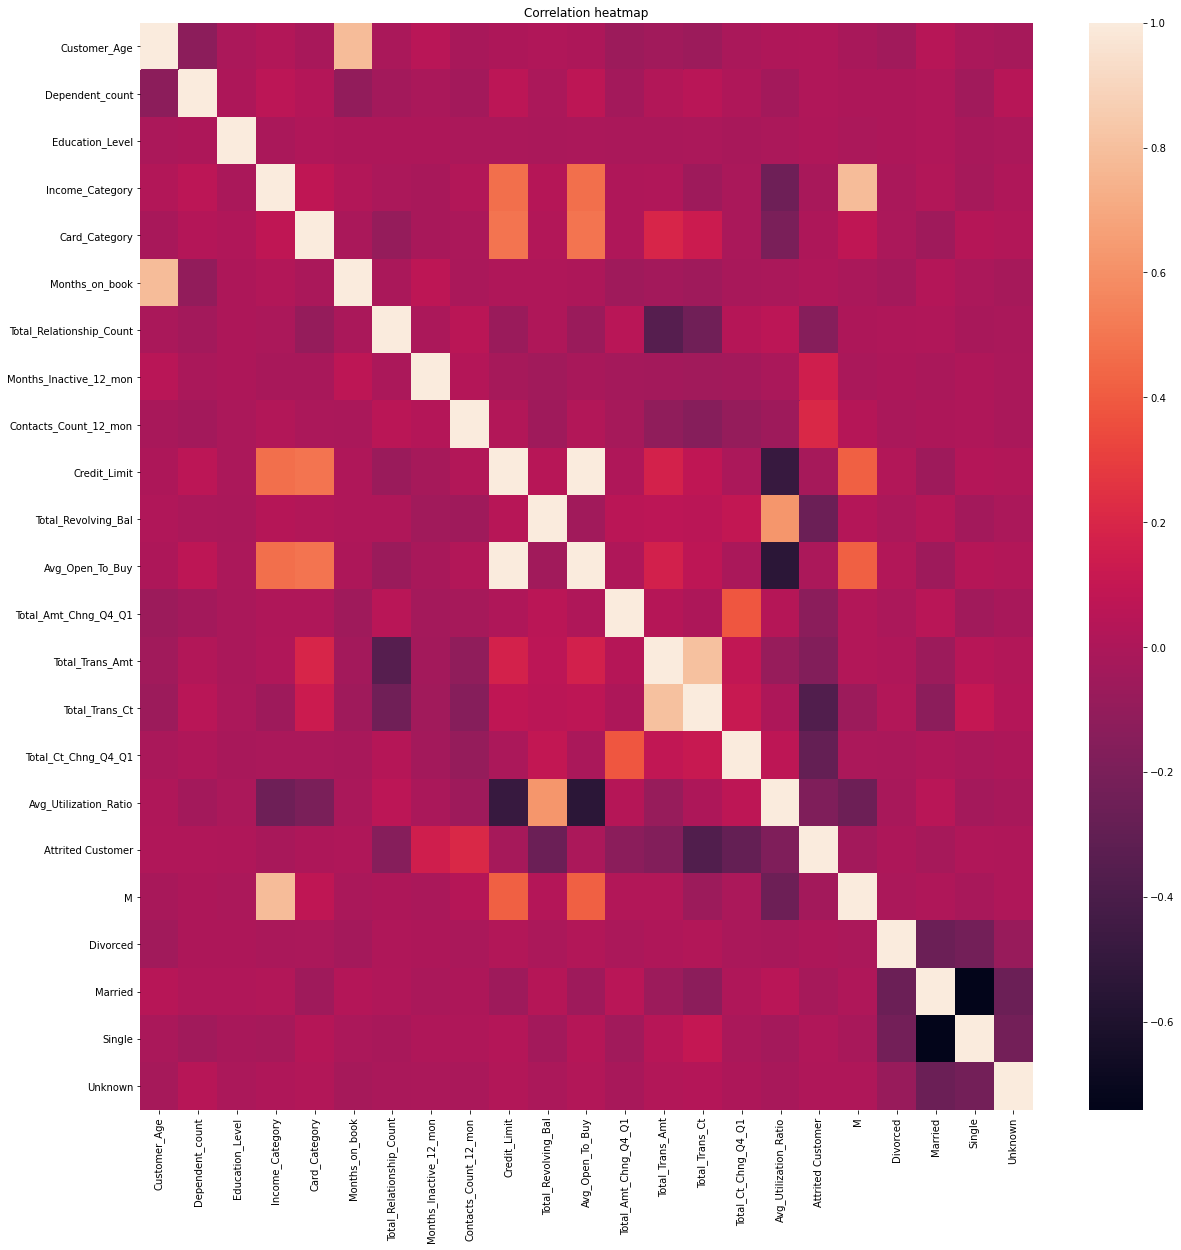 Correlation heatmap
Customer_Age
Dependent_count
Education_Level
Income_Category
Card_Category
Months_on_book
Total_Relationship_Count
Months_Inactive_12_mon
Contacts_Count_12_mon
Credit_Limit
Total_Revolving_Bal
Avg_Open_To_Buy
Total_Amt_Chng_Q4_Q1
Total_Trans_Amt
Total_Trans_Ct
Total_Ct_Chng_Q4_Q1
Avg_Utilization_Ratio
Attrited Customer
M
Divorced
Married
Single
Unknown
Customer_Age
Dependent_count
Education_Level
Income_Category
Card_Category
Months_on_book
Total_Relationship_Count
Months_Inactive_12_mon
Contacts_Count_12_mon
Credit_Limit
Total_Revolving_Bal
Avg_Open_To_Buy
Total_Amt_Chng_Q4_Q1
Total_Trans_Amt
Total_Trans_Ct
Total_Ct_Chng_Q4_Q1
Avg_Utilization_Ratio
Attrited Customer
M
Divorced
Married
Single
Unknown
1.0
0.8
0.6
0.4
0.2
0.0
−0.2
−0.4
−0.6